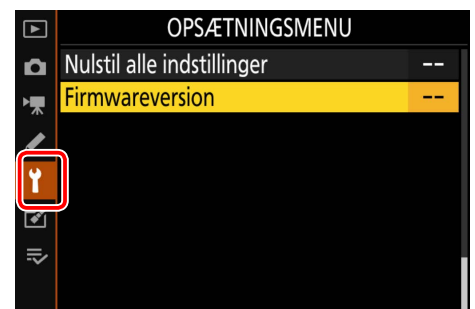 OPSÆTNINGSMENU
Nulstil alle indstillinger --
Firmwareversion --